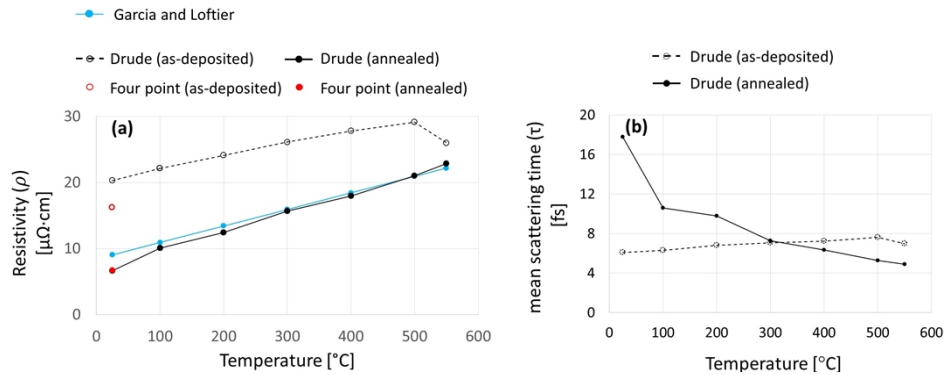 Garcia and Loftier
Drude (as-deposited) Drude (annealed)
Four point (as-deposited) Four point (annealed)
(a)
Resistivity (ρ)
[µΩ·cm]
30
20
10
0
0 100 200 300 400 500 600
Temperature [°C]
Drude (as-deposited)
Drude (annealed)
(b)
mean scattering time (τ)
[fs]
20
16
12
8
4
0
0 100 200 300 400 500 600
Temperature [°C]